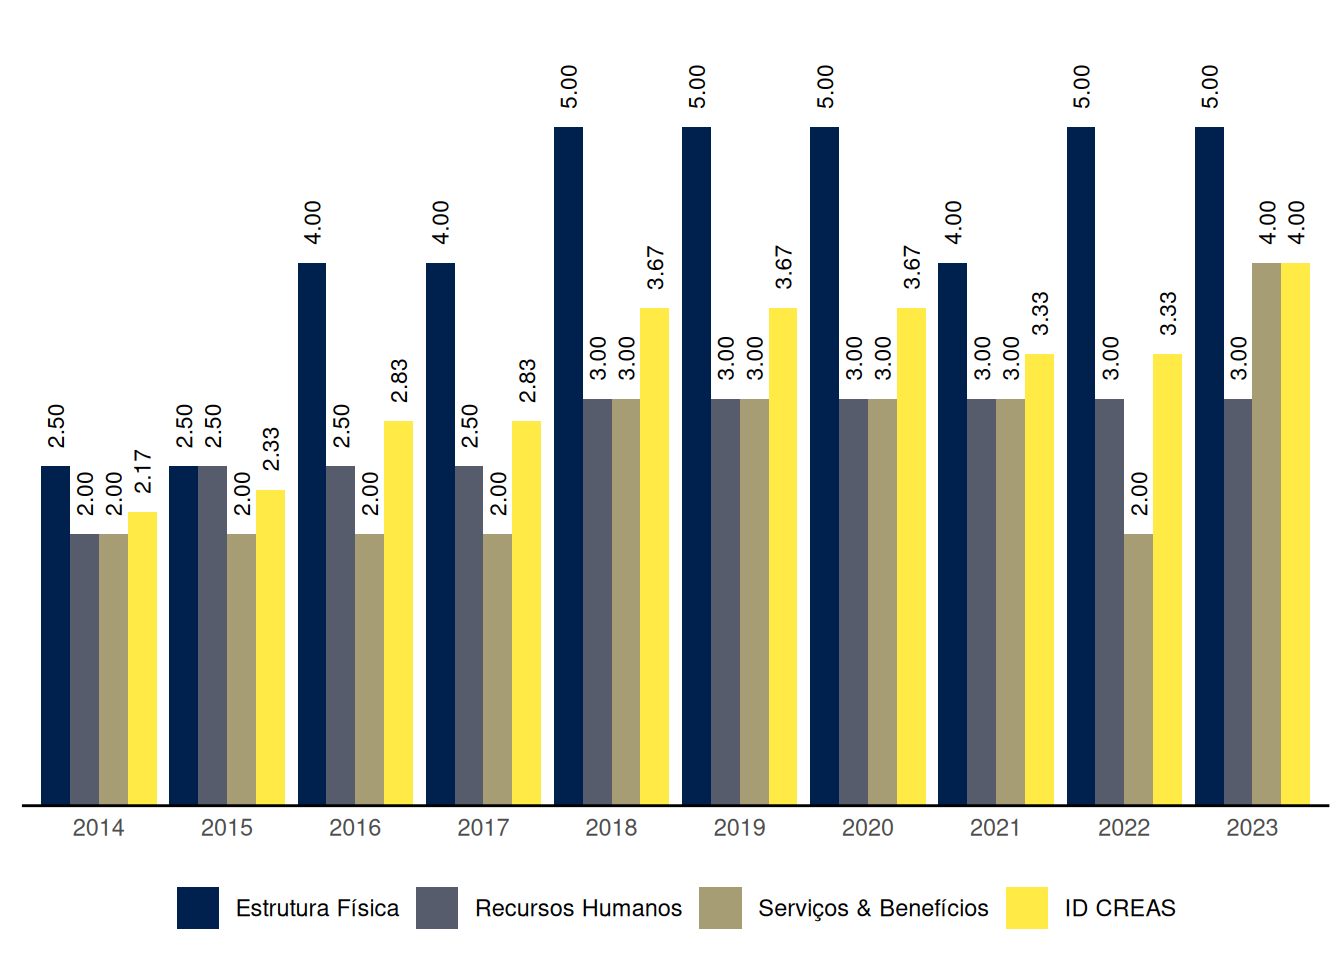 2.50 2.00 2.00 2.17
2.50 2.50 2.00 2.33
4.00 2.50 2.00 2.83
4.00 2.50 2.00 2.83
5.00 3.00 3.00 3.67
5.00 3.00 3.00 3.67
5.00 3.00 3.00 3.67
4.00 3.00 3.00 3.33
5.00 3.00 2.00 3.33
5.00 3.00 4.00 4.00
2014 2015 2016 2017 2018 2019 2020 2021 2022 2023
Estrutura Física Recursos Humanos Serviços & Benefícios ID CREAS